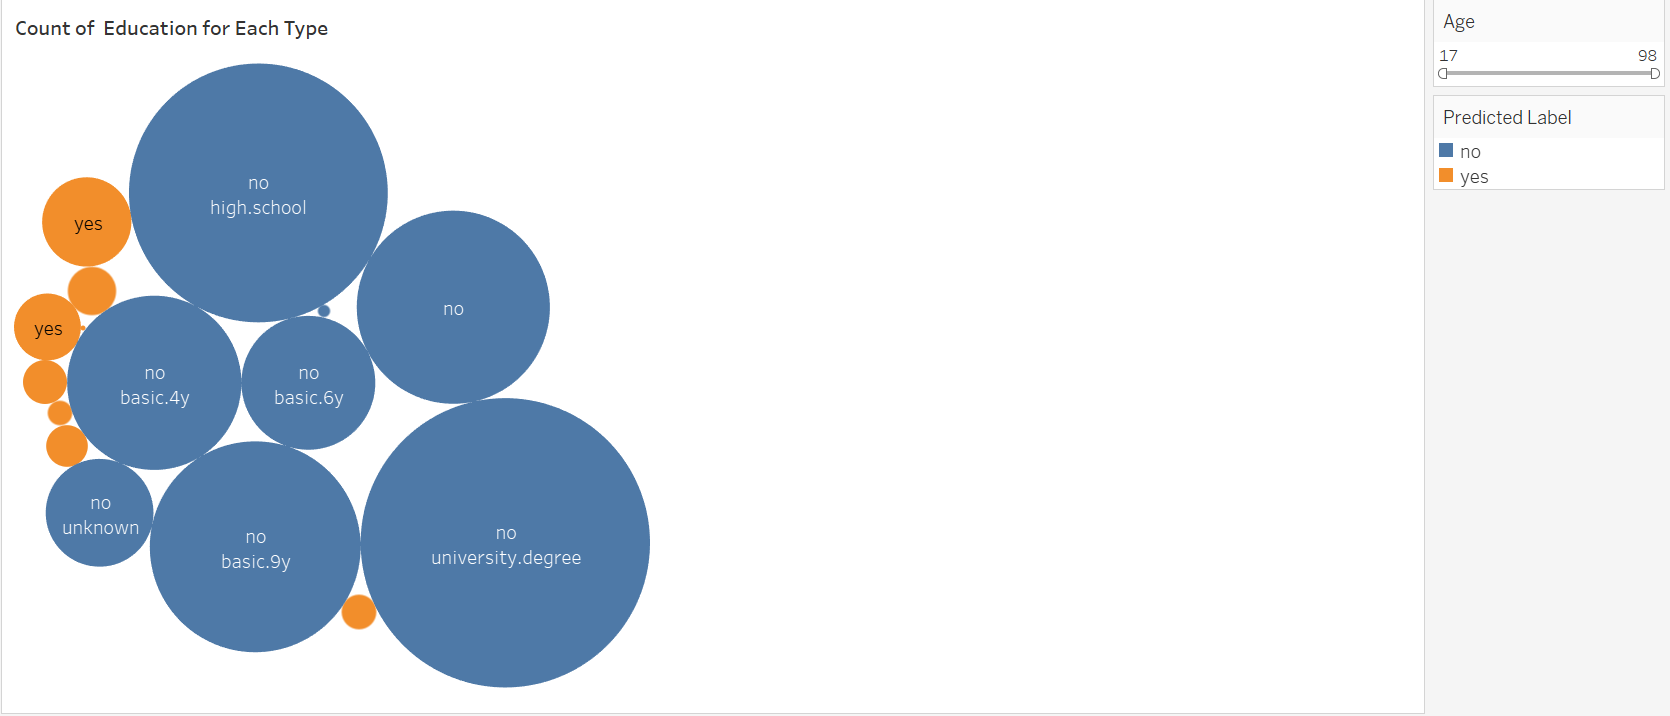 Count of  Education for Each Type
no
high.school
yes
no
yes
no
basic.4y
no
basic.6y
no
unknown
no
basic.9y
no
university.degree
Age
17 98
Predicted Label
no
yes